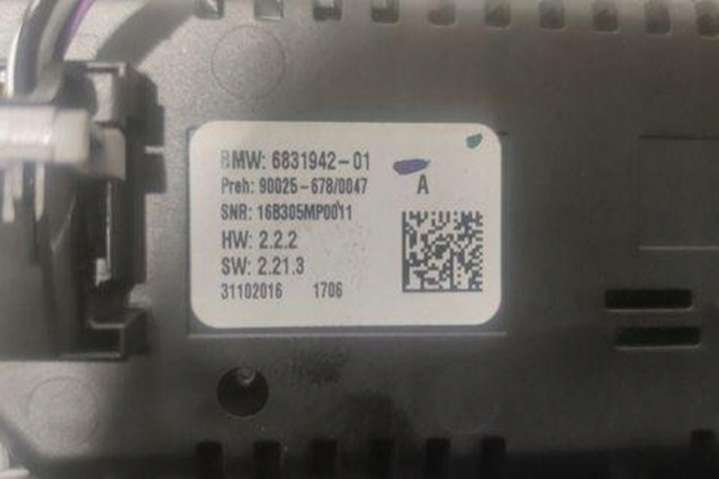 BMW: 6831942-01
Preh: 90025-678/0047 A
SNR: 16B305MP0011
HW: 2.2.2
SW: 2.21.3
31102016 1706